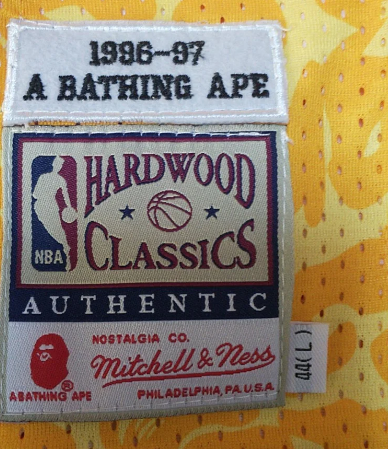 1996-97
A BATHING APE
NBA
HARDWOOD
CLASSICS
AUTHENTIC
NOSTALGIA CO.
Mitchell & Ness
PHILADELPHIA, PA. U.S.A.
®
A BATHING APE
44(L)